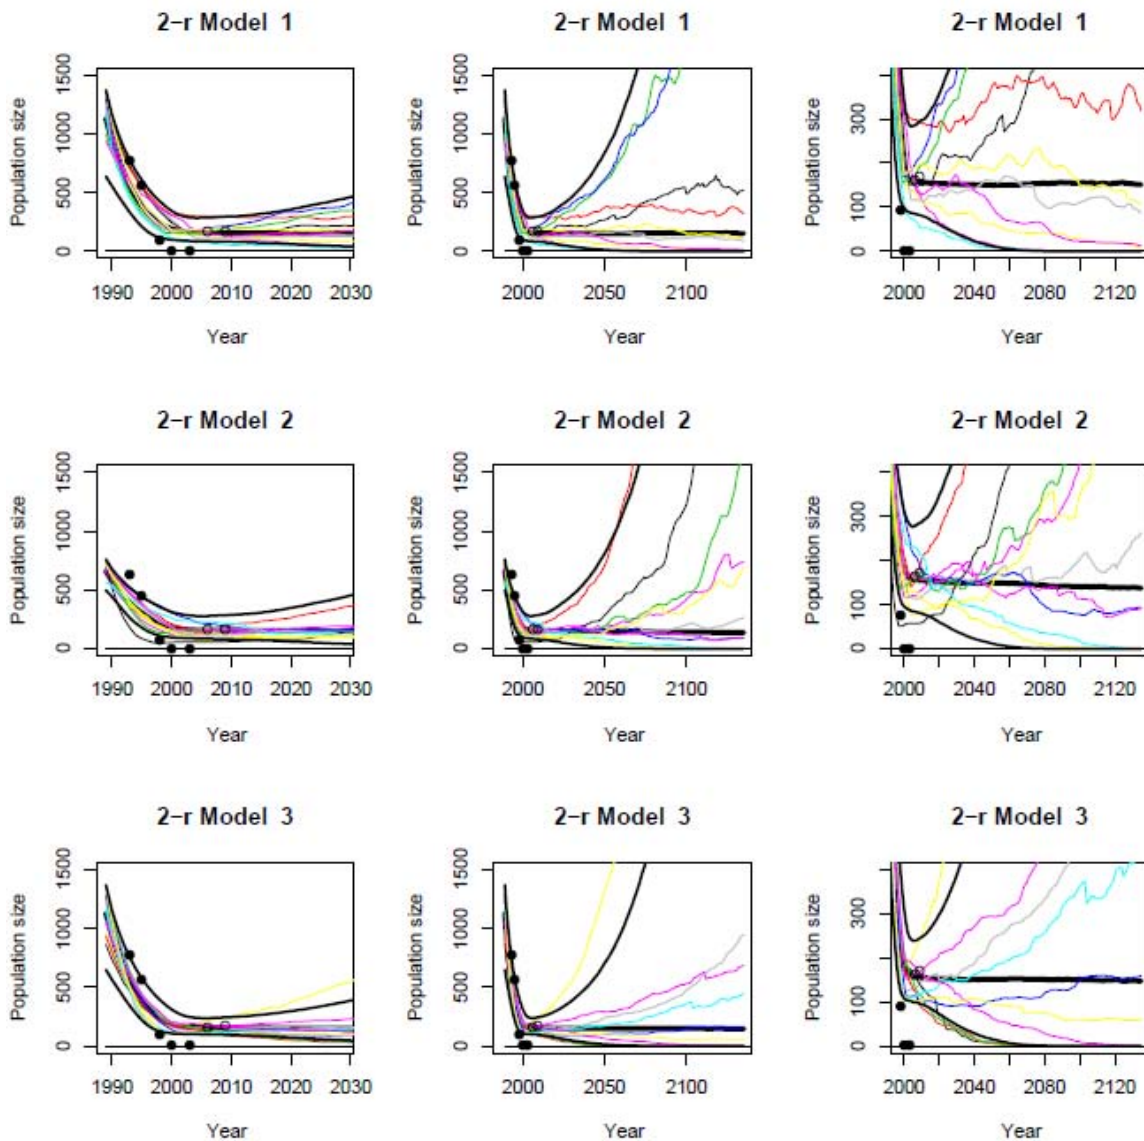 2-r Model 1
2-r Model 1
2-r Model 1
Population size
0 500 1000 1500
1990 2000 2010 2020 2030
Year
Population size
0 500 1000 1500
2000 2050 2100
Year
Population size
0 100 300
2000 2040 2080 2120
Year
2-r Model 2
2-r Model 2
2-r Model 2
Population size
0 500 1000 1500
1990 2000 2010 2020 2030
Year
Population size
0 500 1000 1500
2000 2050 2100
Year
Population size
0 100 300
2000 2040 2080 2120
Year
2-r Model 3
2-r Model 3
2-r Model 3
Population size
0 500 1000 1500
1990 2000 2010 2020 2030
Year
Population size
0 500 1000 1500
2000 2050 2100
Year
Population size
0 100 300
2000 2040 2080 2120
Year